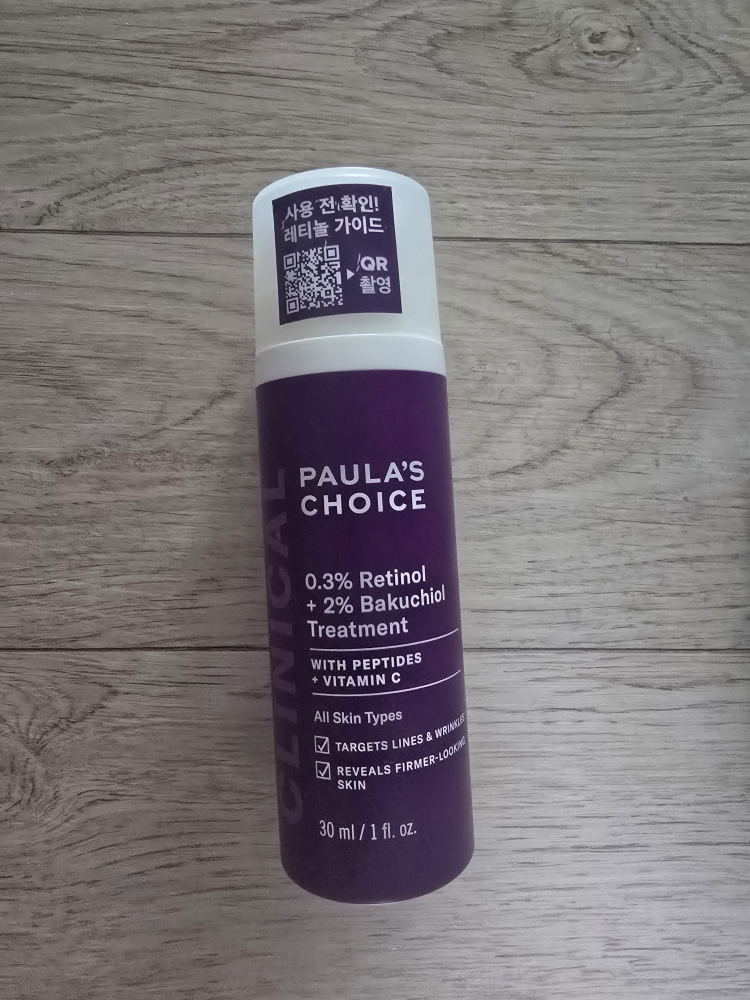 사용 전 확인!
레티놀 가이드
QR
촬영
CLINICAL
PAULA'S
CHOICE
0.3% Retinol
+ 2% Bakuchiol
Treatment
WITH PEPTIDES
+ VITAMIN C
All Skin Types
TARGETS LINES & WRINKLES
REVEALS FIRMER-LOOKING
SKIN
30 ml / 1 fl. oz.